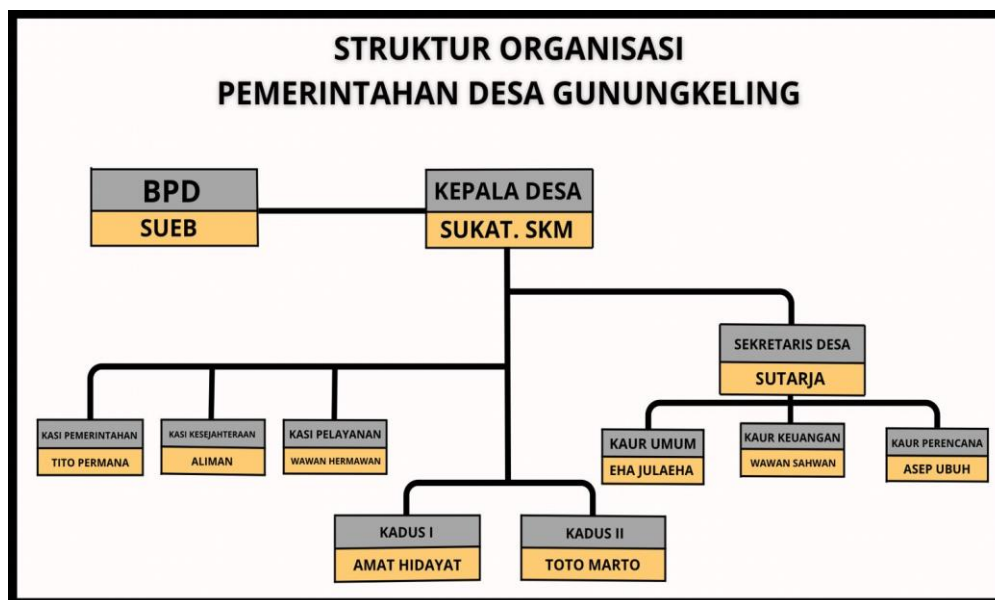 STRUKTUR ORGANISASI
PEMERINTAHAN DESA GUNUNGKELING
BPD
SUEB
KEPALA DESA
SUKAT. SKM
SEKRETARIS DESA
SUTARJA
KASI PEMERINTAHAN
TITO PERMANA
KASI KESEJAHTERAAN
ALIMAN
KASI PELAYANAN
WAWAN HERMAWAN
KAUR UMUM
EHA JULAEHA
KAUR KEUANGAN
WAWAN SAHWAN
KAUR PERENCANA
ASEP UBUH
KADUS I
AMAT HIDAYAT
KADUS II
TOTO MARTO